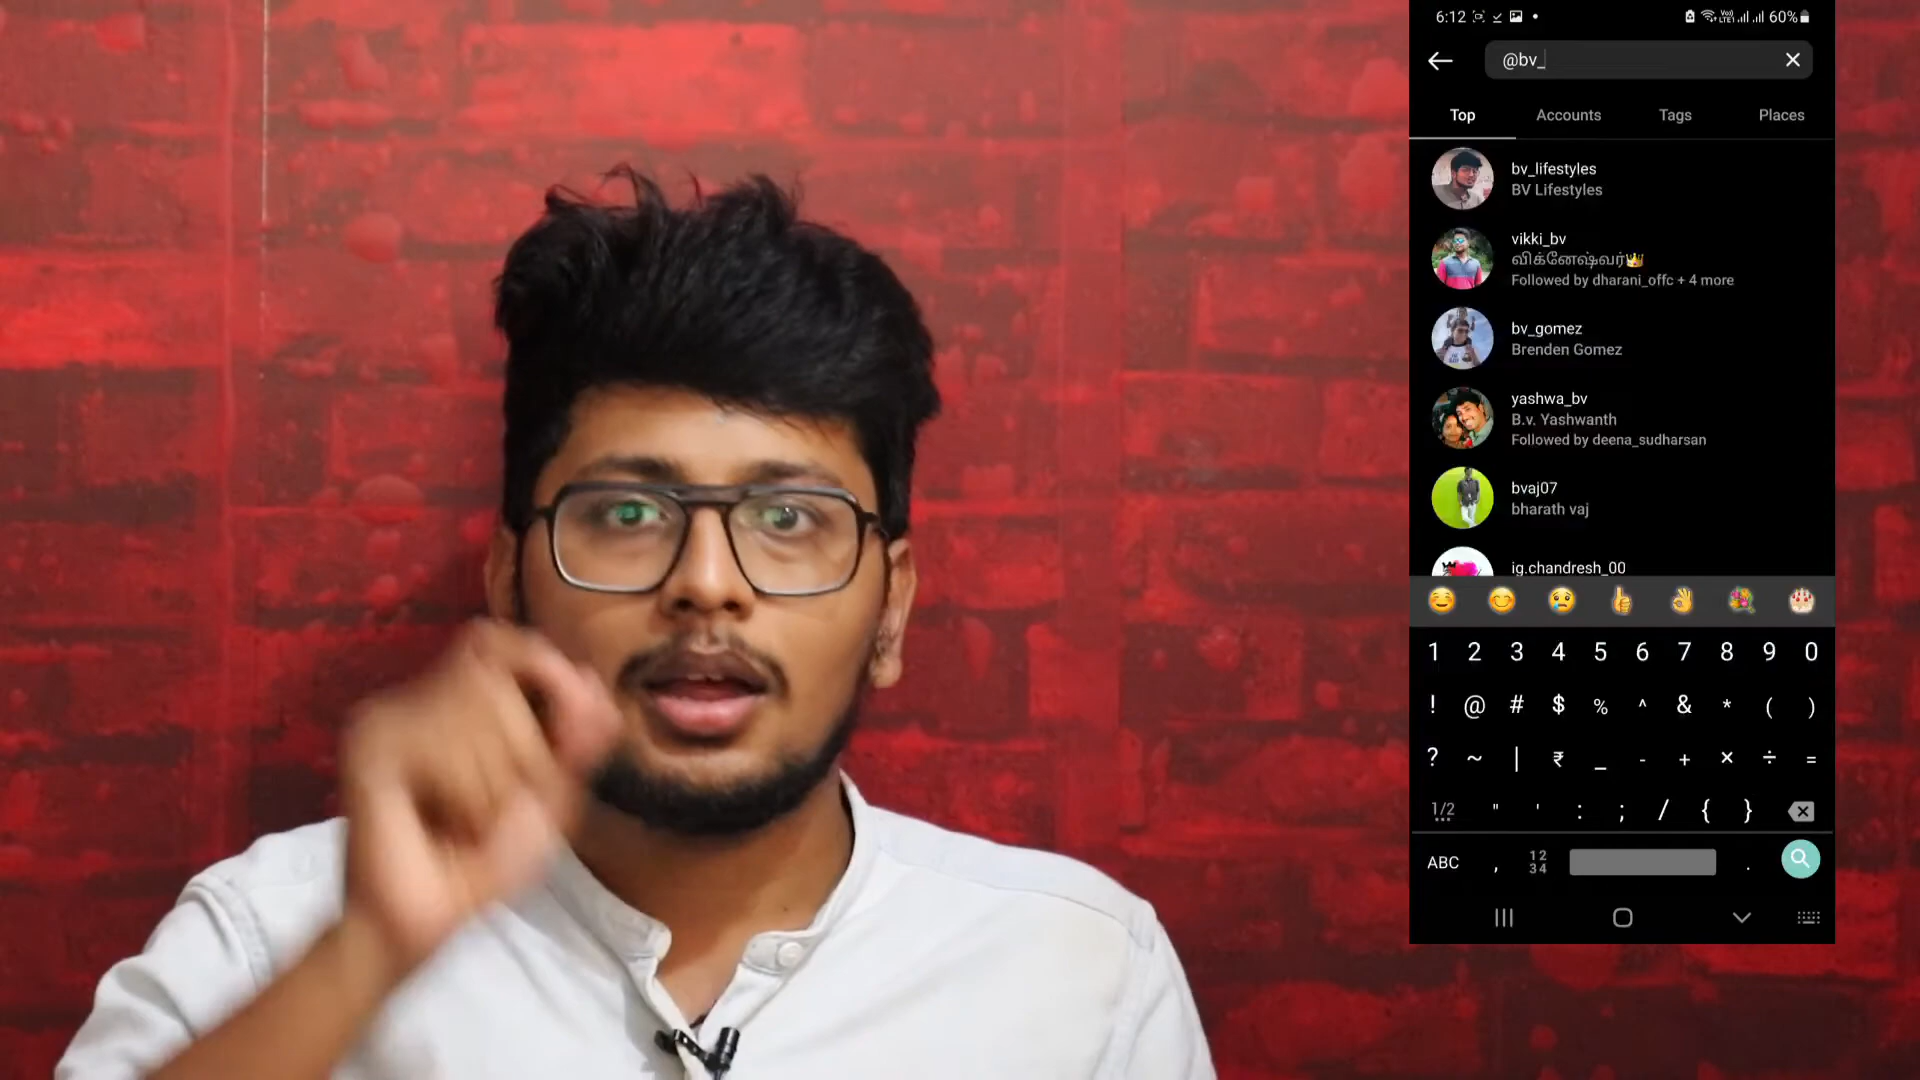 6:12
VoD
LTE1
60%
@bv_
Top
Accounts
Tags
Places
bv_lifestyles
BV Lifestyles
vikki_bv
விக்னேஷ்வர்👑
Followed by dharani_offc + 4 more
bv_gomez
Brenden Gomez
yashwa_bv
B.v. Yashwanth
Followed by deena_sudharsan
bvaj07
bharath vaj
ig.chandresh_00
1 2 3 4 5 6 7 8 9 0
! @ # $ % ^ & * ( )
? ~ | ₹ _ - + × ÷ =
1/2 " ' : ; / { }
ABC , 12 34 .